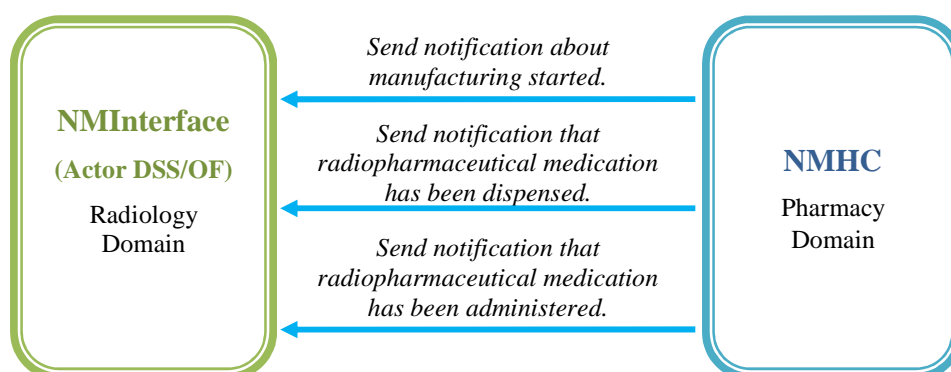 NMInterface
(Actor DSS/OF)
Radiology
Domain
Send notification about
manufacturing started.
Send notification that
radiopharmaceutical medication
has been dispensed.
Send notification that
radiopharmaceutical medication
has been administered.
NMHC
Pharmacy
Domain